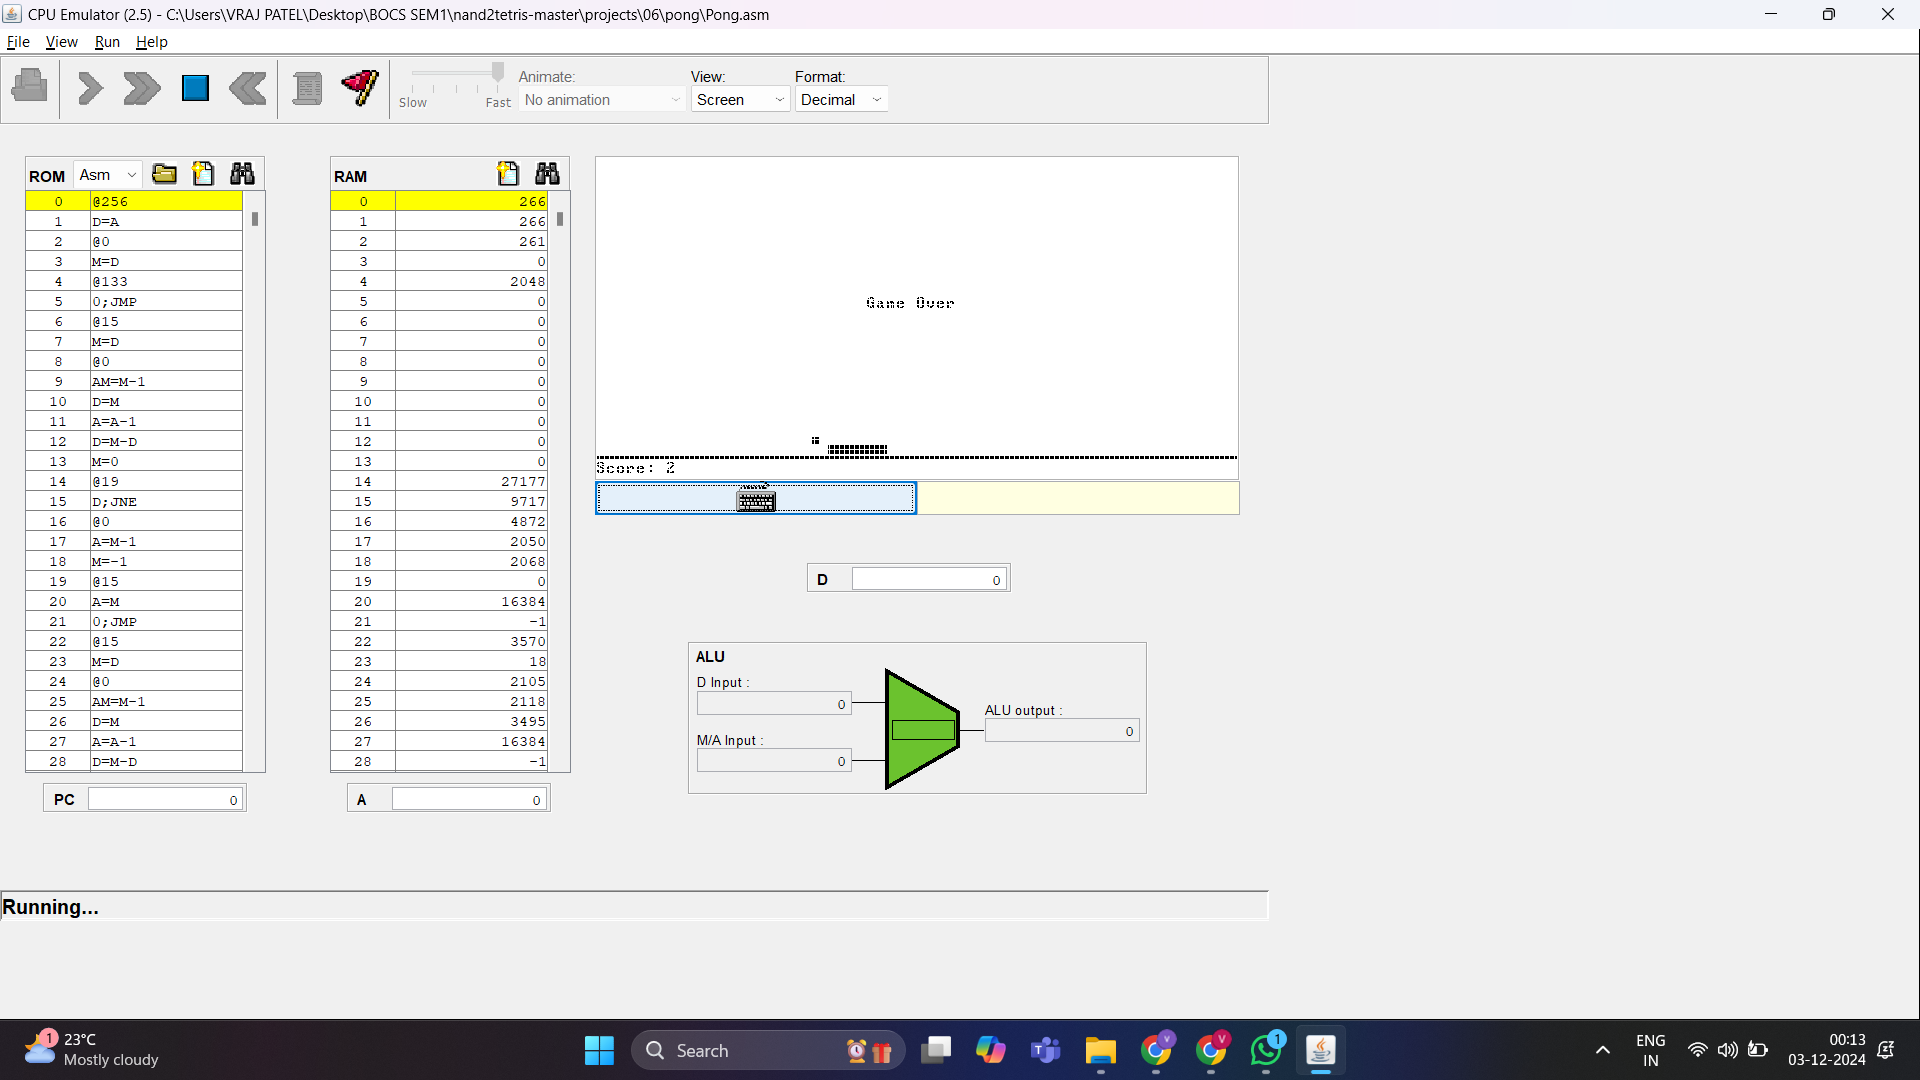 CPU Emulator (2.5) - C:\Users\VRAJ PATEL\Desktop\BOCS SEM1\nand2tetris-master\projects\06\pong\Pong.asm
File View Run Help
Animate: View: Format:
Slow Fast No animation Screen Decimal
ROM Asm RAM
0 @256 0 266
1 D=A 1 266
2 @0 2 261
3 M=D 3 0
4 @133 4 2048
5 0;JMP 5 0
6 @15 6 0
7 M=D 7 0
8 @0 8 0
9 AM=M-1 9 0
10 D=M 10 0
11 A=A-1 11 0
12 D=M-D 12 0
13 M=0 13 0
14 @19 14 27177
15 D;JNE 15 9717
16 @0 16 4872
17 A=M-1 17 2050
18 M=-1 18 2068
19 @15 19 0
20 A=M 20 16384
21 0;JMP 21 -1
22 @15 22 3570
23 M=D 23 18
24 @0 24 2105
25 AM=M-1 25 2118
26 D=M 26 3495
27 A=A-1 27 16384
28 D=M-D 28 -1
PC 0 A 0
Game Over
Score: 2
D 0
ALU
D Input :
0
M/A Input :
0
ALU output :
0
Running...
1
23°C
Mostly cloudy
Search
V
V
1
ENG
IN
00:13
03-12-2024